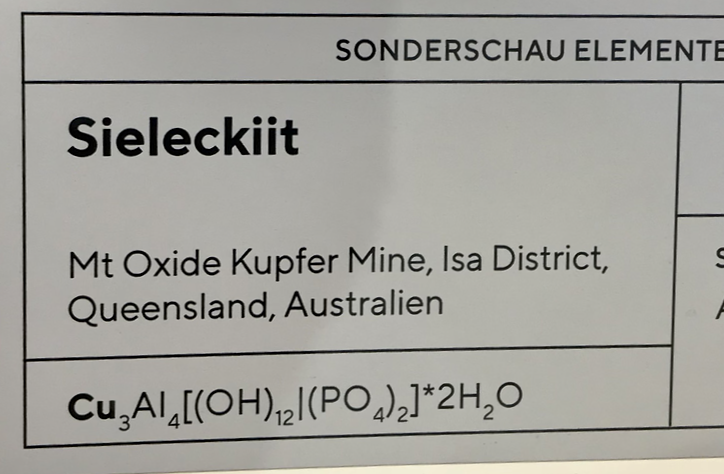 SONDERSCHAU ELEMENTE
Sieleckiit
Mt Oxide Kupfer Mine, Isa District,
Queensland, Australien
Cu₃Al₄[(OH)₁₂|(PO₄)₂]*2H₂O